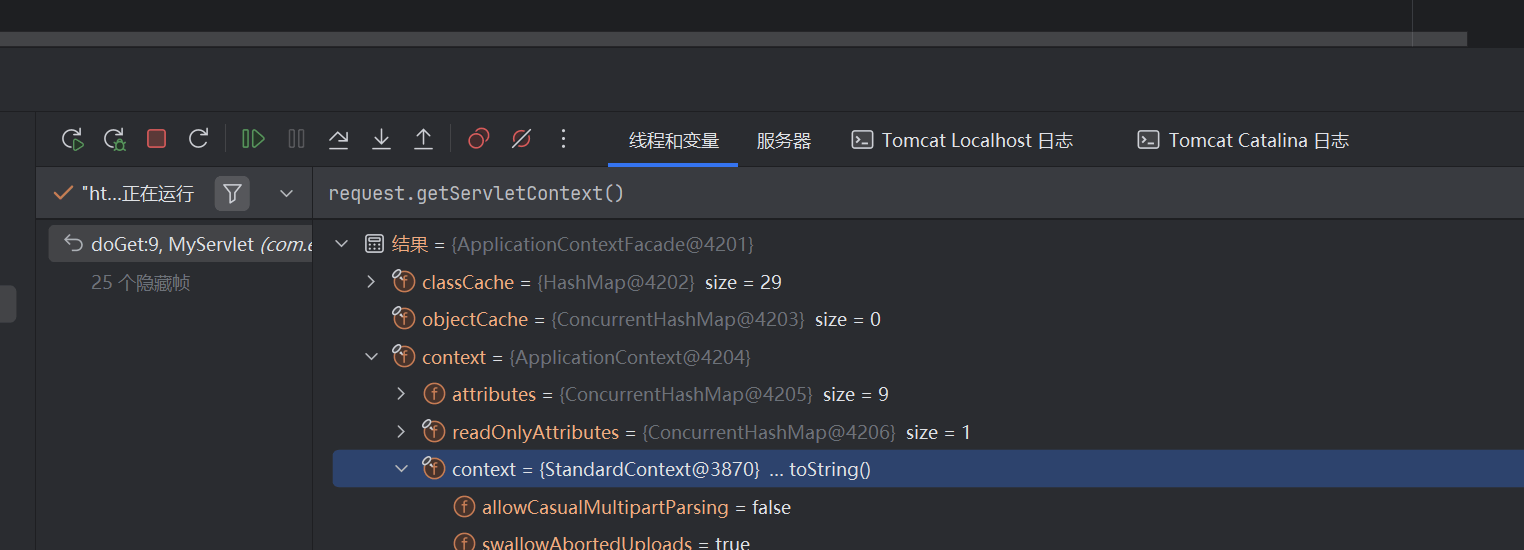 线程和变量 服务器 Tomcat Localhost 日志 Tomcat Catalina 日志
"ht...正在运行 request.getServletContext()
doGet:9, MyServlet (com.e
25 个隐藏帧
结果 = {ApplicationContextFacade@4201}
classCache = {HashMap@4202} size = 29
objectCache = {ConcurrentHashMap@4203} size = 0
context = {ApplicationContext@4204}
attributes = {ConcurrentHashMap@4205} size = 9
readOnlyAttributes = {ConcurrentHashMap@4206} size = 1
context = {StandardContext@3870} ... toString()
allowCasualMultipartParsing = false
swallowAbortedUploads = true